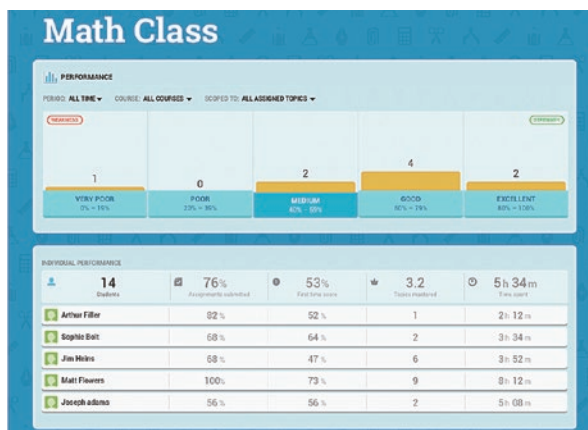 Math Class
PERFORMANCE
PERIOD: ALL TIME COURSE: ALL COURSES SCOPED TO: ALL ASSIGNED TOPICS
1 0 2 4 2
VERY POOR POOR MEDIUM GOOD EXCELLENT
0% - 19% 20% - 39% 40% - 59% 60% - 79% 80% - 100%
INDIVIDUAL PERFORMANCE
14 76% 53% 3.2 5h 34m
Students Assignments submitted First time score Topics mastered Time spent
Arthur Filler 82% 52% 1 2h 12m
Sophie Bolt 68% 64% 2 3h 34m
Jim Heins 68% 47% 6 3h 52m
Matt Flowers 100% 73% 9 8h 12m
Joseph adams 56% 56% 2 5h 08m